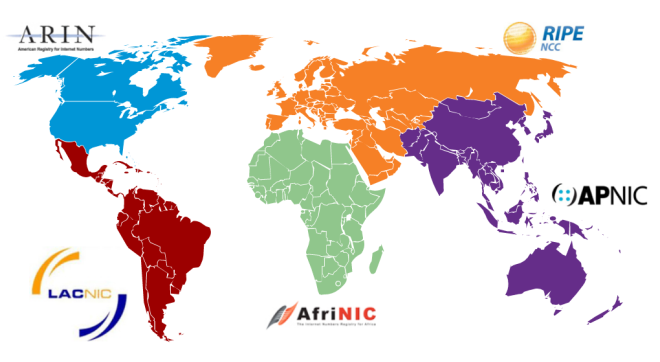 ARIN
American Registry for Internet Numbers
RIPE
NCC
APNIC
LACNIC
AfriNIC
The Internet Numbers Registry for Africa